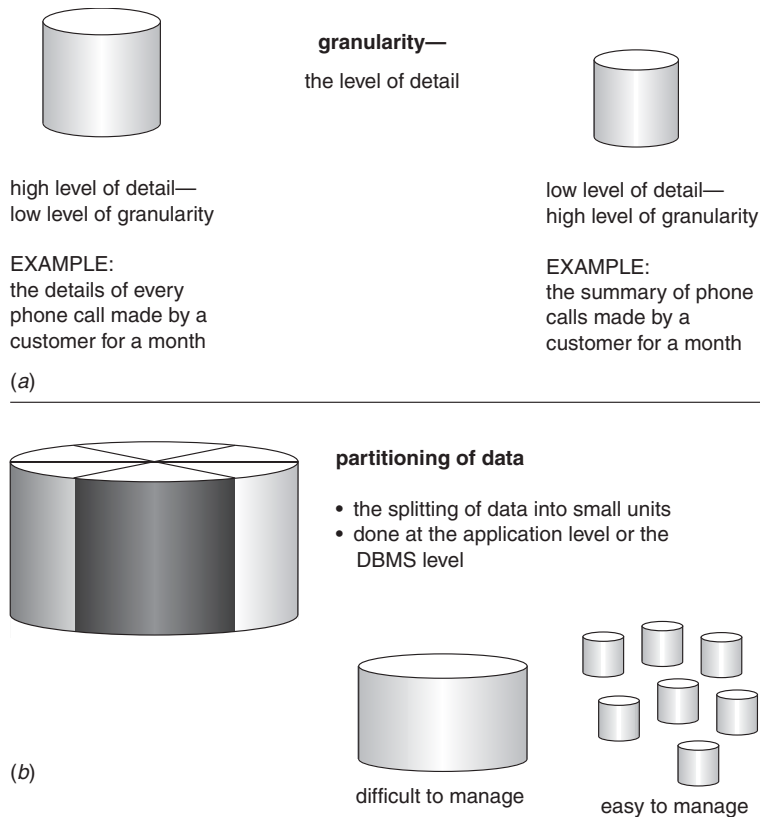 granularity—
the level of detail
high level of detail—
low level of granularity
EXAMPLE:
the details of every
phone call made by a
customer for a month
low level of detail—
high level of granularity
EXAMPLE:
the summary of phone
calls made by a
customer for a month
(a)
partitioning of data
• the splitting of data into small units
• done at the application level or the
DBMS level
(b)
difficult to manage
easy to manage